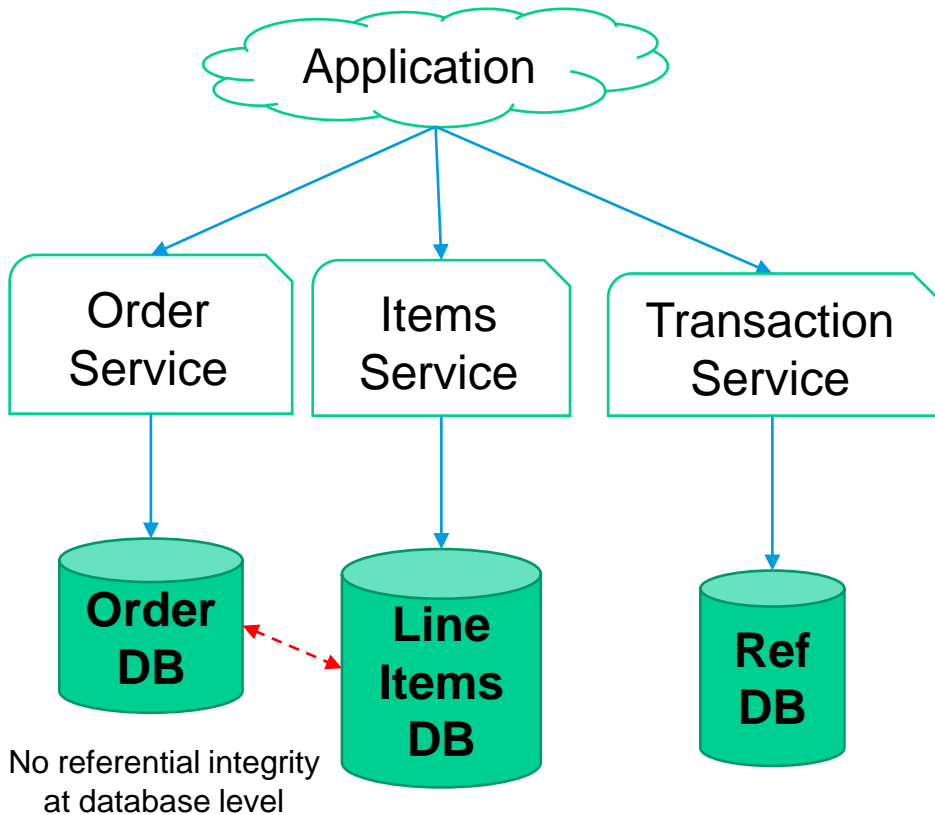 Application
Order
Service
Items
Service
Transaction
Service
Order
DB
Line
Items
DB
Ref
DB
No referential integrity
at database level